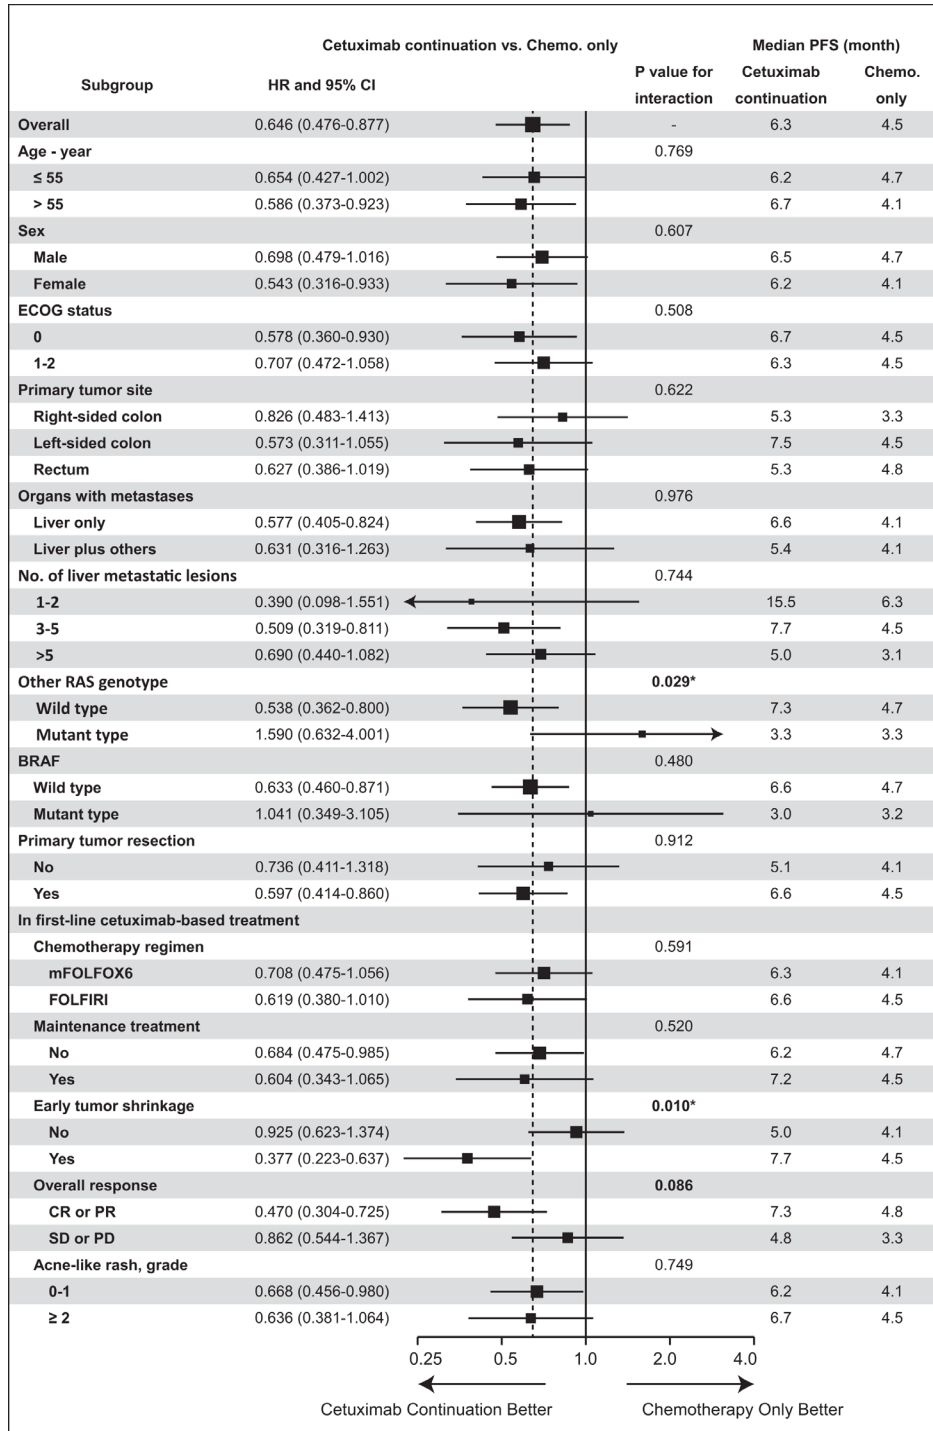 Cetuximab continuation vs. Chemo. only Median PFS (month)
Subgroup HR and 95% CI P value for interaction Cetuximab continuation Chemo. only
Overall 0.646 (0.476-0.877) - 6.3 4.5
Age - year 0.769
≤ 55 0.654 (0.427-1.002) 6.2 4.7
> 55 0.586 (0.373-0.923) 6.7 4.1
Sex 0.607
Male 0.698 (0.479-1.016) 6.5 4.7
Female 0.543 (0.316-0.933) 6.2 4.1
ECOG status 0.508
0 0.578 (0.360-0.930) 6.7 4.5
1-2 0.707 (0.472-1.058) 6.3 4.5
Primary tumor site 0.622
Right-sided colon 0.826 (0.483-1.413) 5.3 3.3
Left-sided colon 0.573 (0.311-1.055) 7.5 4.5
Rectum 0.627 (0.386-1.019) 5.3 4.8
Organs with metastases 0.976
Liver only 0.577 (0.405-0.824) 6.6 4.1
Liver plus others 0.631 (0.316-1.263) 5.4 4.1
No. of liver metastatic lesions 0.744
1-2 0.390 (0.098-1.551) 15.5 6.3
3-5 0.509 (0.319-0.811) 7.7 4.5
>5 0.690 (0.440-1.082) 5.0 3.1
Other RAS genotype 0.029*
Wild type 0.538 (0.362-0.800) 7.3 4.7
Mutant type 1.590 (0.632-4.001) 3.3 3.3
BRAF 0.480
Wild type 0.633 (0.460-0.871) 6.6 4.7
Mutant type 1.041 (0.349-3.105) 3.0 3.2
Primary tumor resection 0.912
No 0.736 (0.411-1.318) 5.1 4.1
Yes 0.597 (0.414-0.860) 6.6 4.5
In first-line cetuximab-based treatment
Chemotherapy regimen 0.591
mFOLFOX6 0.708 (0.475-1.056) 6.3 4.1
FOLFIRI 0.619 (0.380-1.010) 6.6 4.5
Maintenance treatment 0.520
No 0.684 (0.475-0.985) 6.2 4.7
Yes 0.604 (0.343-1.065) 7.2 4.5
Early tumor shrinkage 0.010*
No 0.925 (0.623-1.374) 5.0 4.1
Yes 0.377 (0.223-0.637) 7.7 4.5
Overall response 0.086
CR or PR 0.470 (0.304-0.725) 7.3 4.8
SD or PD 0.862 (0.544-1.367) 4.8 3.3
Acne-like rash, grade 0.749
0-1 0.668 (0.456-0.980) 6.2 4.1
≥ 2 0.636 (0.381-1.064) 6.7 4.5
0.25 0.5 1.0 2.0 4.0
Cetuximab Continuation Better Chemotherapy Only Better